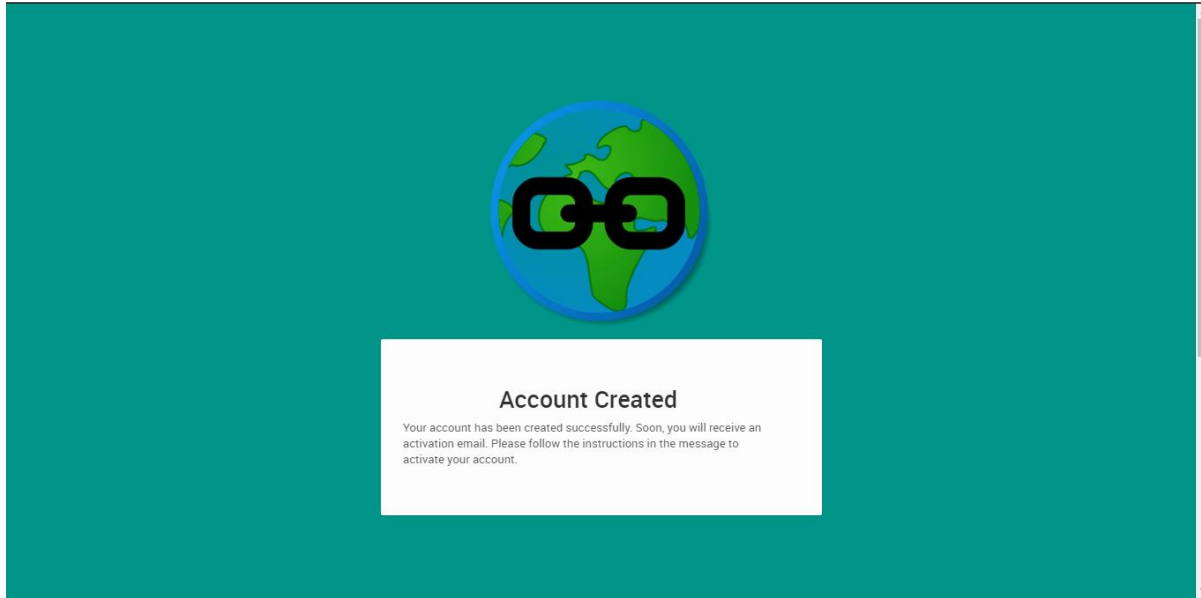 Account Created
Your account has been created successfully. Soon, you will receive an
activation email. Please follow the instructions in the message to
activate your account.